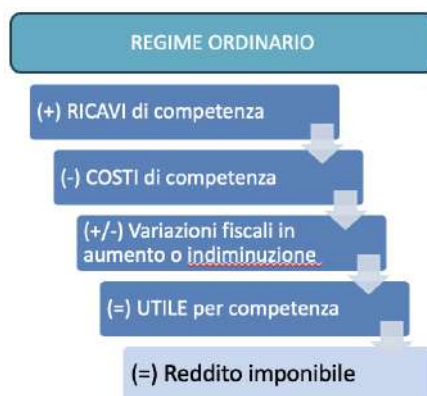 REGIME ORDINARIO
(+) RICAVI di competenza
(-) COSTI di competenza
(+/-) Variazioni fiscali in
aumento o indiminuzione
(=) UTILE per competenza
(=) Reddito imponibile